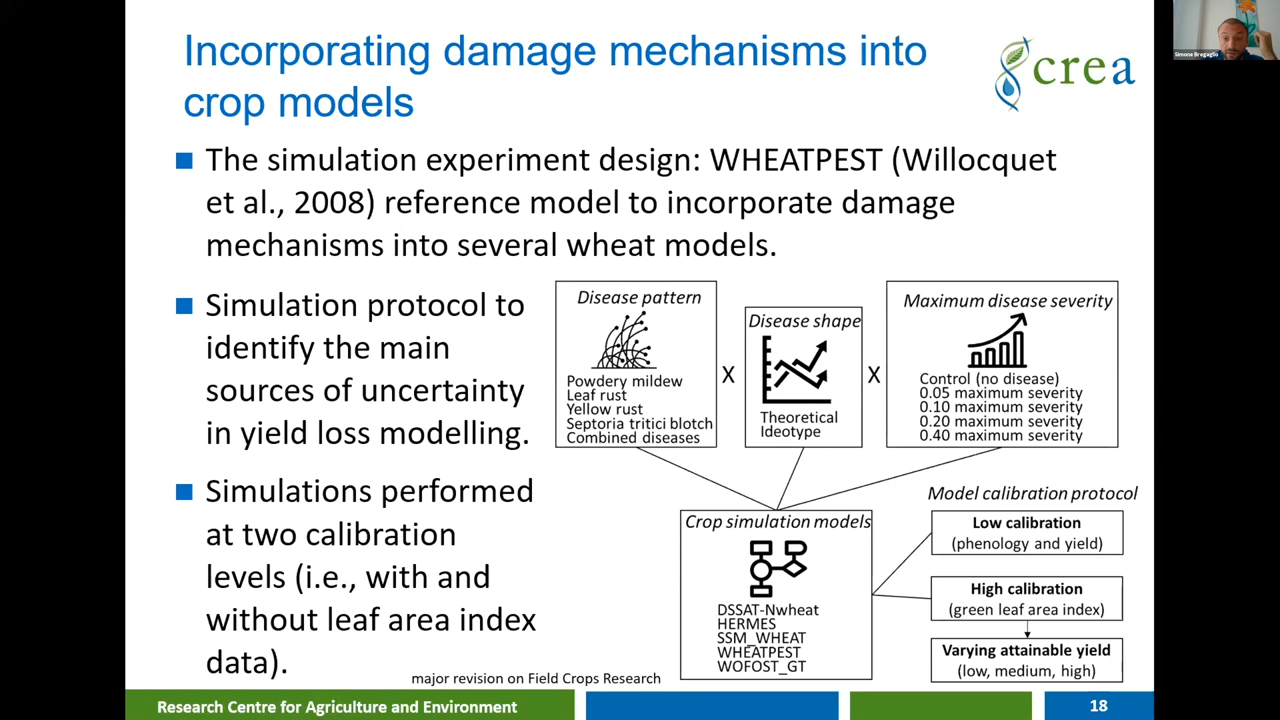 Incorporating damage mechanisms into
crop models
crea
Simone Bregaglio
The simulation experiment design: WHEATPEST (Willocquet
et al., 2008) reference model to incorporate damage
mechanisms into several wheat models.
Simulation protocol to
identify the main
sources of uncertainty
in yield loss modelling.
Simulations performed
at two calibration
levels (i.e., with and
without leaf area index
data).
Disease pattern
Powdery mildew
Leaf rust
Yellow rust
Septoria tritici blotch
Combined diseases
X
Disease shape
Theoretical
Ideotype
X
Maximum disease severity
Control (no disease)
0.05 maximum severity
0.10 maximum severity
0.20 maximum severity
0.40 maximum severity
Crop simulation models
DSSAT-Nwheat
HERMES
SSM_WHEAT
WHEATPEST
WOFOST_GT
Model calibration protocol
Low calibration
(phenology and yield)
High calibration
(green leaf area index)
Varying attainable yield
(low, medium, high)
major revision on Field Crops Research
Research Centre for Agriculture and Environment
18